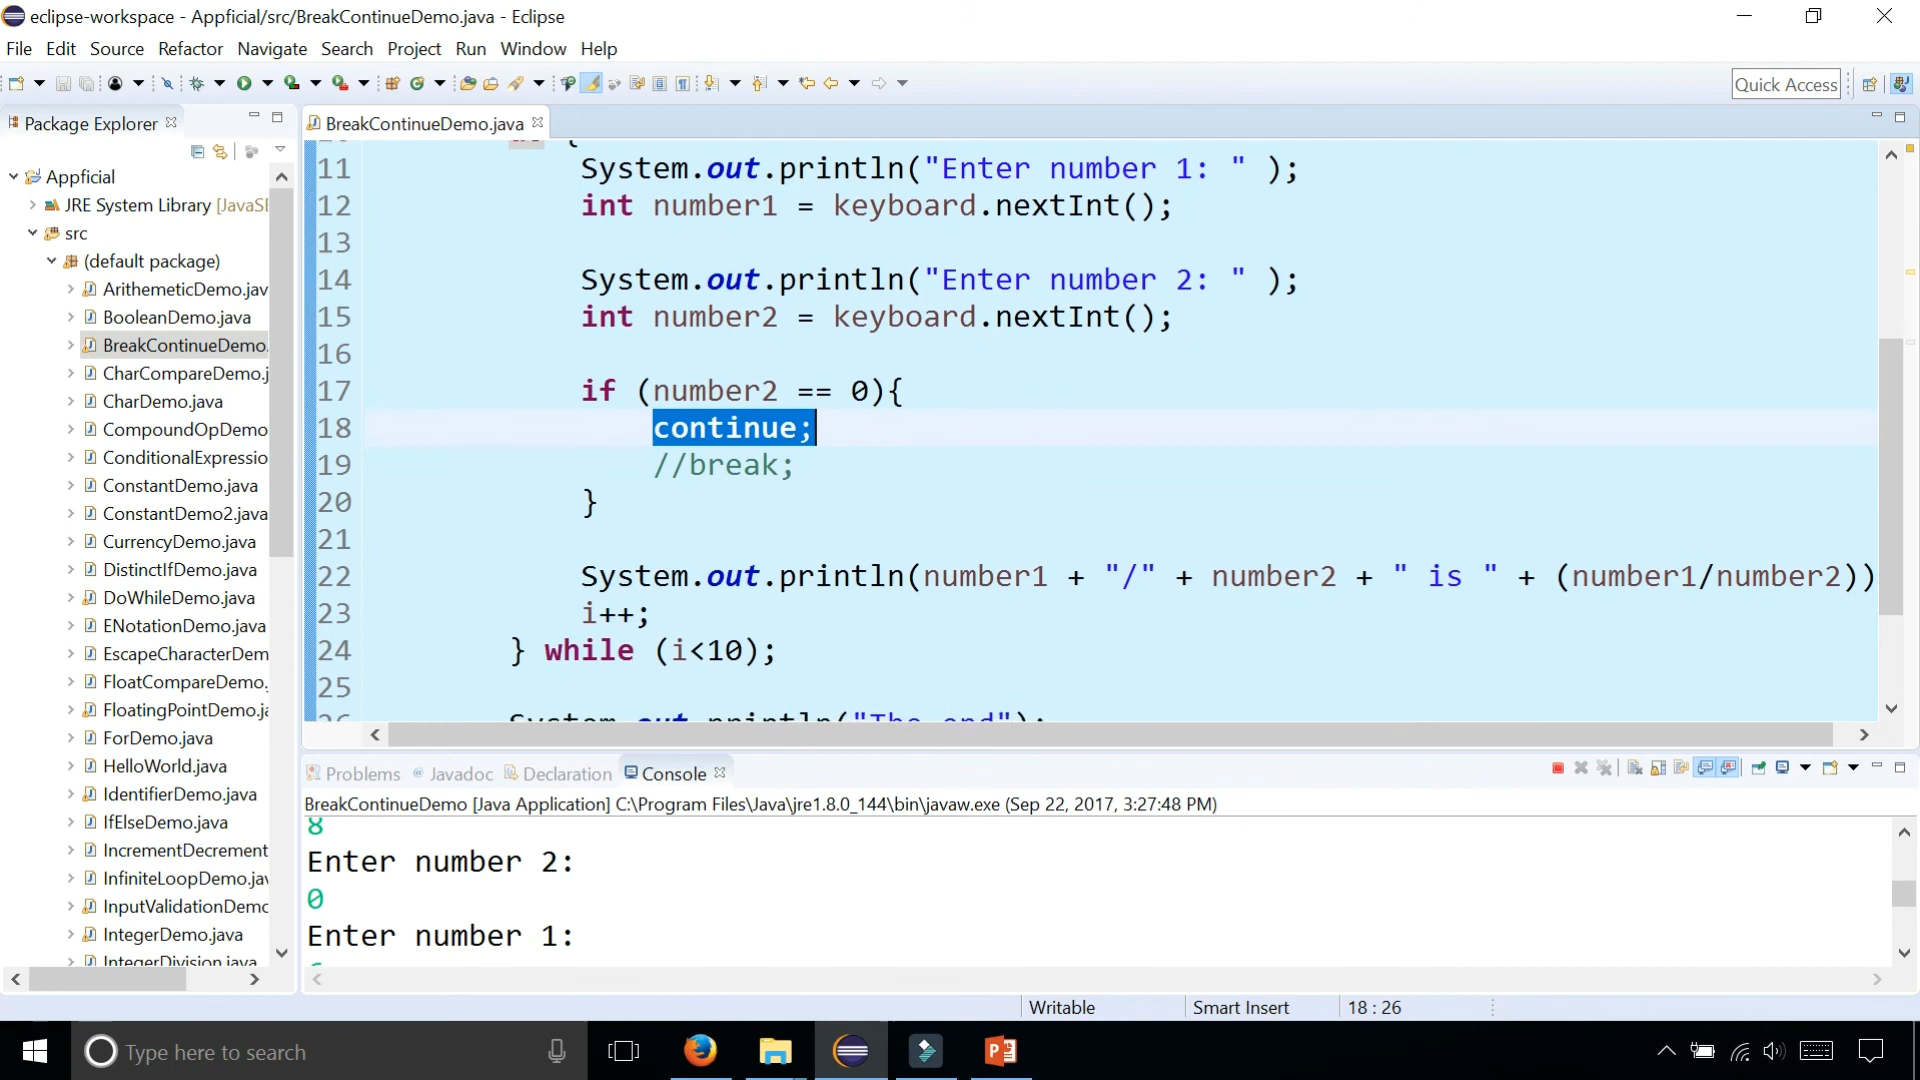 eclipse-workspace - Appficial/src/BreakContinueDemo.java - Eclipse
File Edit Source Refactor Navigate Search Project Run Window Help
Quick Access
Package Explorer
Appficial
JRE System Library [JavaSE
src
(default package)
ArithemeticDemo.jav
BooleanDemo.java
BreakContinueDemo.
CharCompareDemo.j
CharDemo.java
CompoundOpDemo
ConditionalExpressio
ConstantDemo.java
ConstantDemo2.java
CurrencyDemo.java
DistinctIfDemo.java
DoWhileDemo.java
ENotationDemo.java
EscapeCharacterDem
FloatCompareDemo.
FloatingPointDemo.ja
ForDemo.java
HelloWorld.java
IdentifierDemo.java
IfElseDemo.java
IncrementDecrement
InfiniteLoopDemo.jav
InputValidationDemo
IntegerDemo.java
IntegerDivision.java
BreakContinueDemo.java
11 System.out.println("Enter number 1: " );
12 int number1 = keyboard.nextInt();
13
14 System.out.println("Enter number 2: " );
15 int number2 = keyboard.nextInt();
16
17 if (number2 == 0){
18 continue;
19 //break;
20 }
21
22 System.out.println(number1 + "/" + number2 + " is " + (number1/number2))
23 i++;
24 } while (i<10);
25
26 System.out.println("The end");
Problems Javadoc Declaration Console
BreakContinueDemo [Java Application] C:\Program Files\Java\jre1.8.0_144\bin\javaw.exe (Sep 22, 2017, 3:27:48 PM)
8
Enter number 2:
0
Enter number 1:
Writable Smart Insert 18 : 26
Type here to search